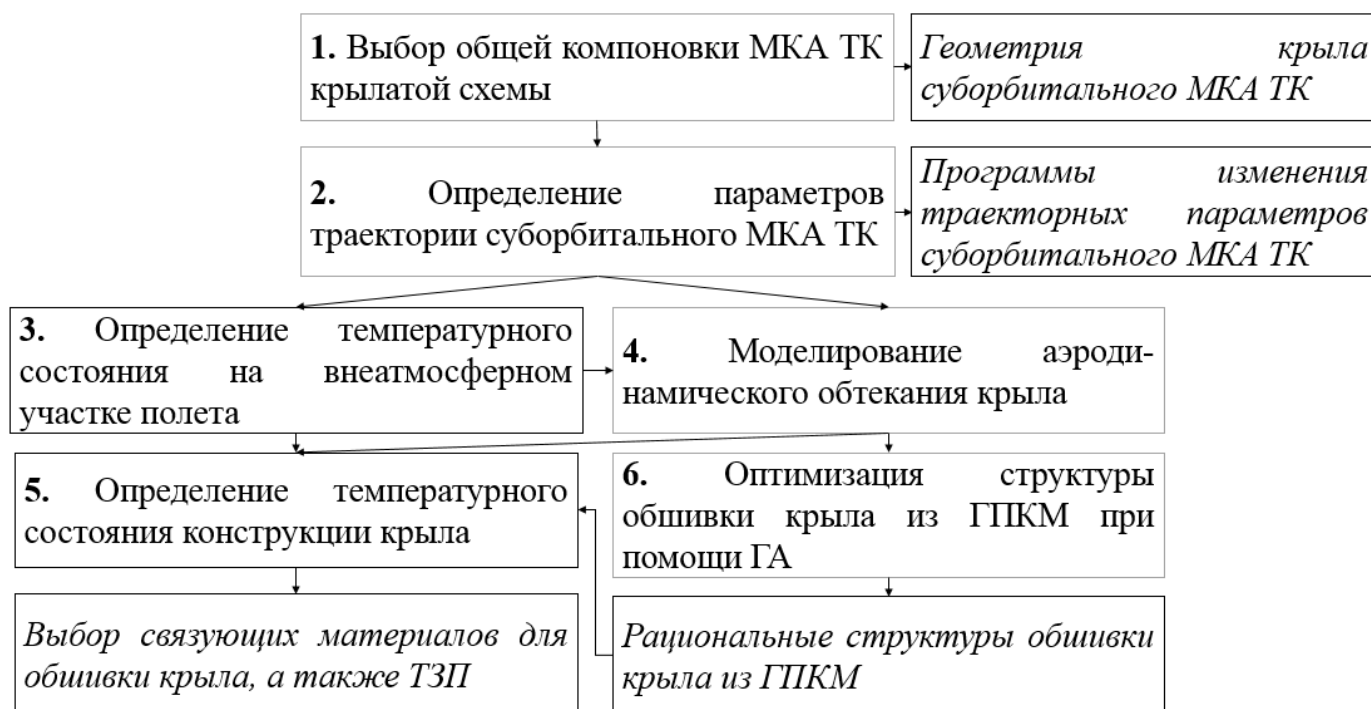 1. Выбор общей компоновки МКА ТК
крылатой схемы
Геометрия крыла
суборбитального МКА ТК
2. Определение параметров
траектории суборбитального МКА ТК
Программы изменения
траекторных параметров
суборбитального МКА ТК
3. Определение температурного
состояния на внеатмосферном
участке полета
4. Моделирование аэроди-
намического обтекания крыла
5. Определение температурного
состояния конструкции крыла
6. Оптимизация структуры
обшивки крыла из ГПКМ при
помощи ГА
Выбор связующих материалов для
обшивки крыла, а также ТЗП
Рациональные структуры обшивки
крыла из ГПКМ